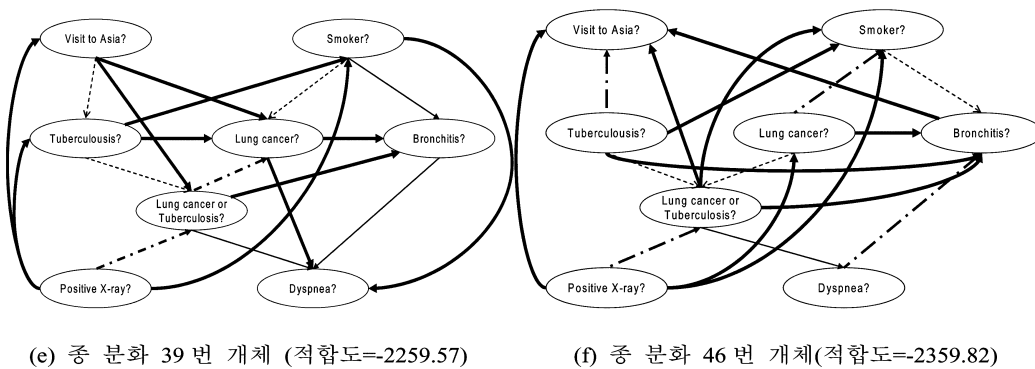 Visit to Asia?
Smoker?
Tuberculousis?
Lung cancer?
Bronchitis?
Lung cancer or
Tuberculosis?
Positive X-ray?
Dyspnea?
(e) 종 분화 39 번 개체 (적합도=-2259.57)
Visit to Asia?
Smoker?
Tuberculousis?
Lung cancer?
Bronchitis?
Lung cancer or
Tuberculosis?
Positive X-ray?
Dyspnea?
(f) 종 분화 46 번 개체(적합도=-2359.82)